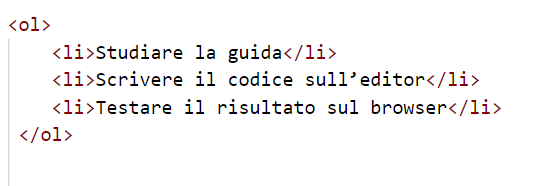 <ol>
<li>Studiare la guida</li>
<li>Scrivere il codice sull’editor</li>
<li>Testare il risultato sul browser</li>
</ol>